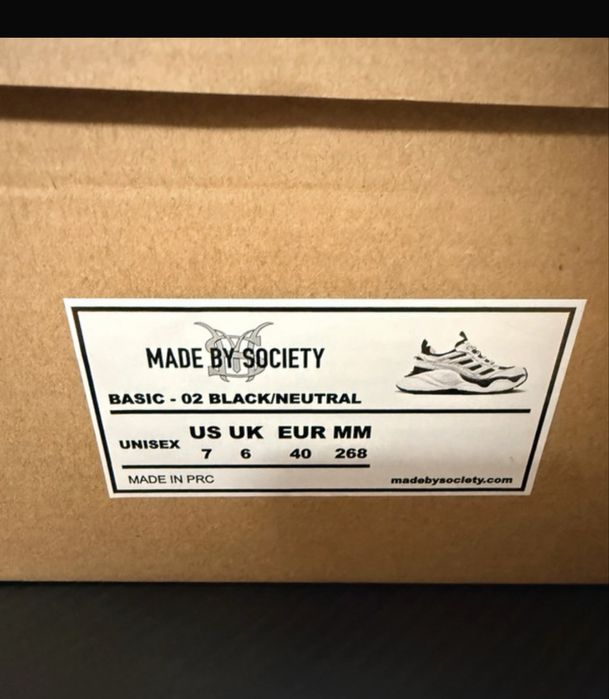 MADE BY SOCIETY
BASIC - 02 BLACK/NEUTRAL
UNISEX
US UK EUR MM
7 6 40 268
MADE IN PRC
madebysociety.com